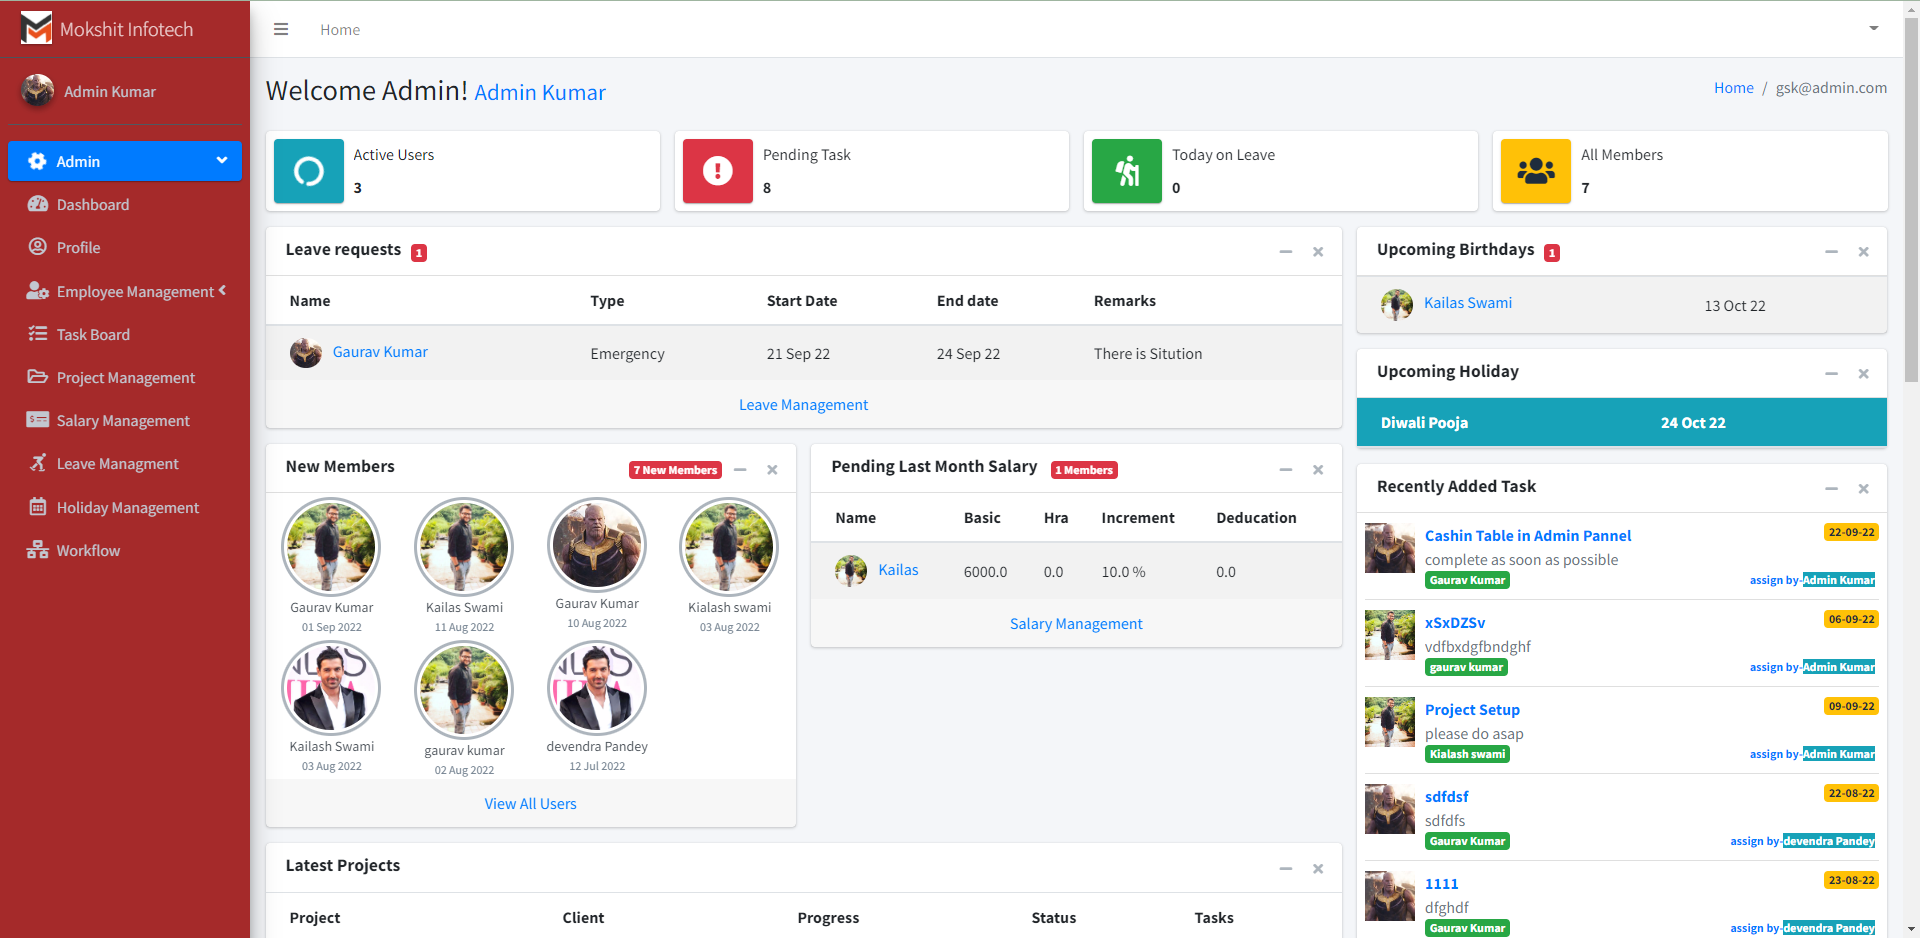 Mokshit Infotech
Admin Kumar
Admin
Dashboard
Profile
Employee Management
Task Board
Project Management
Salary Management
Leave Managment
Holiday Management
Workflow
Home
Welcome Admin! Admin Kumar
Home / gsk@admin.com
Active Users
3
Pending Task
8
Today on Leave
0
All Members
7
Leave requests 1
Name Type Start Date End date Remarks
Gaurav Kumar Emergency 21 Sep 22 24 Sep 22 There is Sitution
Leave Management
New Members 7 New Members
Gaurav Kumar
01 Sep 2022
Kailas Swami
11 Aug 2022
Gaurav Kumar
10 Aug 2022
Kialash swami
03 Aug 2022
Kailash Swami
03 Aug 2022
gaurav kumar
02 Aug 2022
devendra Pandey
12 Jul 2022
View All Users
Pending Last Month Salary 1 Members
Name Basic Hra Increment Deducation
Kailas 6000.0 0.0 10.0 % 0.0
Salary Management
Latest Projects
Project Client Progress Status Tasks
Upcoming Birthdays 1
Kailas Swami 13 Oct 22
Upcoming Holiday
Diwali Pooja 24 Oct 22
Recently Added Task
Cashin Table in Admin Pannel 22-09-22
complete as soon as possible
Gaurav Kumar assign by-Admin Kumar
xSxDZSv 06-09-22
vdfbxdgfbndghf
gaurav kumar assign by-Admin Kumar
Project Setup 09-09-22
please do asap
Kialash swami assign by-Admin Kumar
sdfdsf 22-08-22
sdfdfs
Gaurav Kumar assign by-devendra Pandey
1111 23-08-22
dfghdf
Gaurav Kumar assign by-devendra Pandey